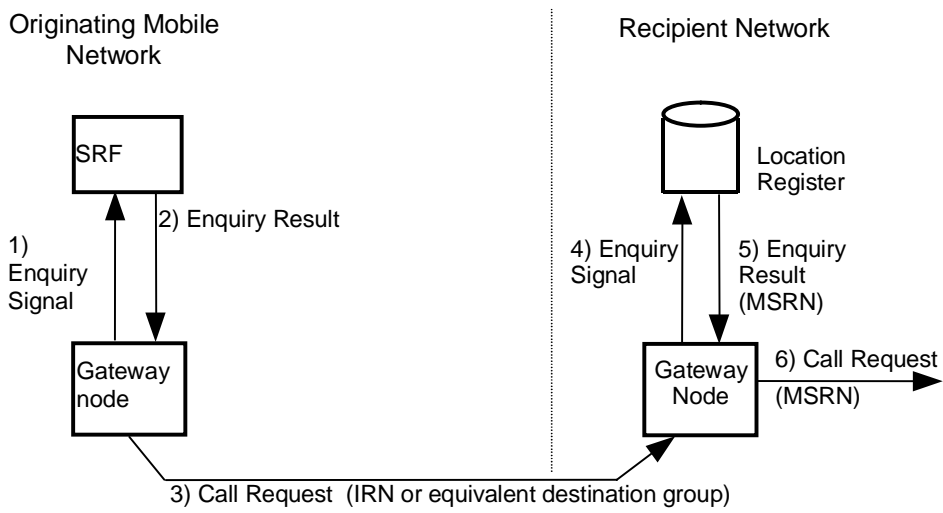 Originating Mobile
Network
Recipient Network
SRF
Location
Register
1)
Enquiry
Signal
2) Enquiry Result
4) Enquiry
Signal
5) Enquiry
Result
(MSRN)
Gateway
node
Gateway
Node
6) Call Request
(MSRN)
3) Call Request (IRN or equivalent destination group)